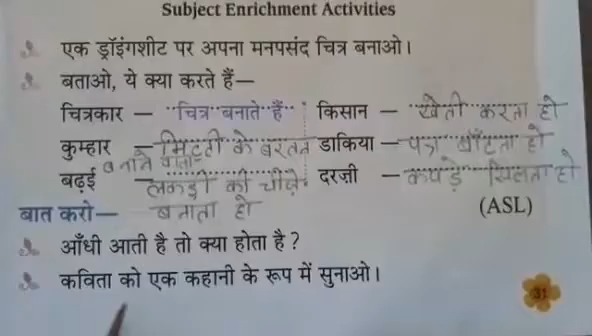 Subject Enrichment Activities
एक ड्रॉइंगशीट पर अपना मनपसंद चित्र बनाओ।
बताओ, ये क्या करते हैं—
चित्रकार — चित्र बनाते हैं किसान — खेती करता हो
कुम्हार — मिट्टी के बरतन डाकिया — पत्र बाँटता हो
बनाने वाला
बढ़ई लकड़ी की चीज़े दरज़ी — कपड़े सिलता हो
बात करो— बनाता हो (ASL)
आँधी आती है तो क्या होता है?
कविता को एक कहानी के रूप में सुनाओ।
31